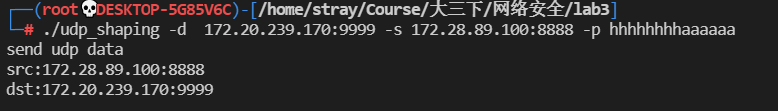 ┌──(root💀DESKTOP-5G85V6C)-[/home/stray/Course/大三下/网络安全/lab3]
└─# ./udp_shaping -d  172.20.239.170:9999 -s 172.28.89.100:8888 -p hhhhhhhhaaaaaa
send udp data
src:172.28.89.100:8888
dst:172.20.239.170:9999